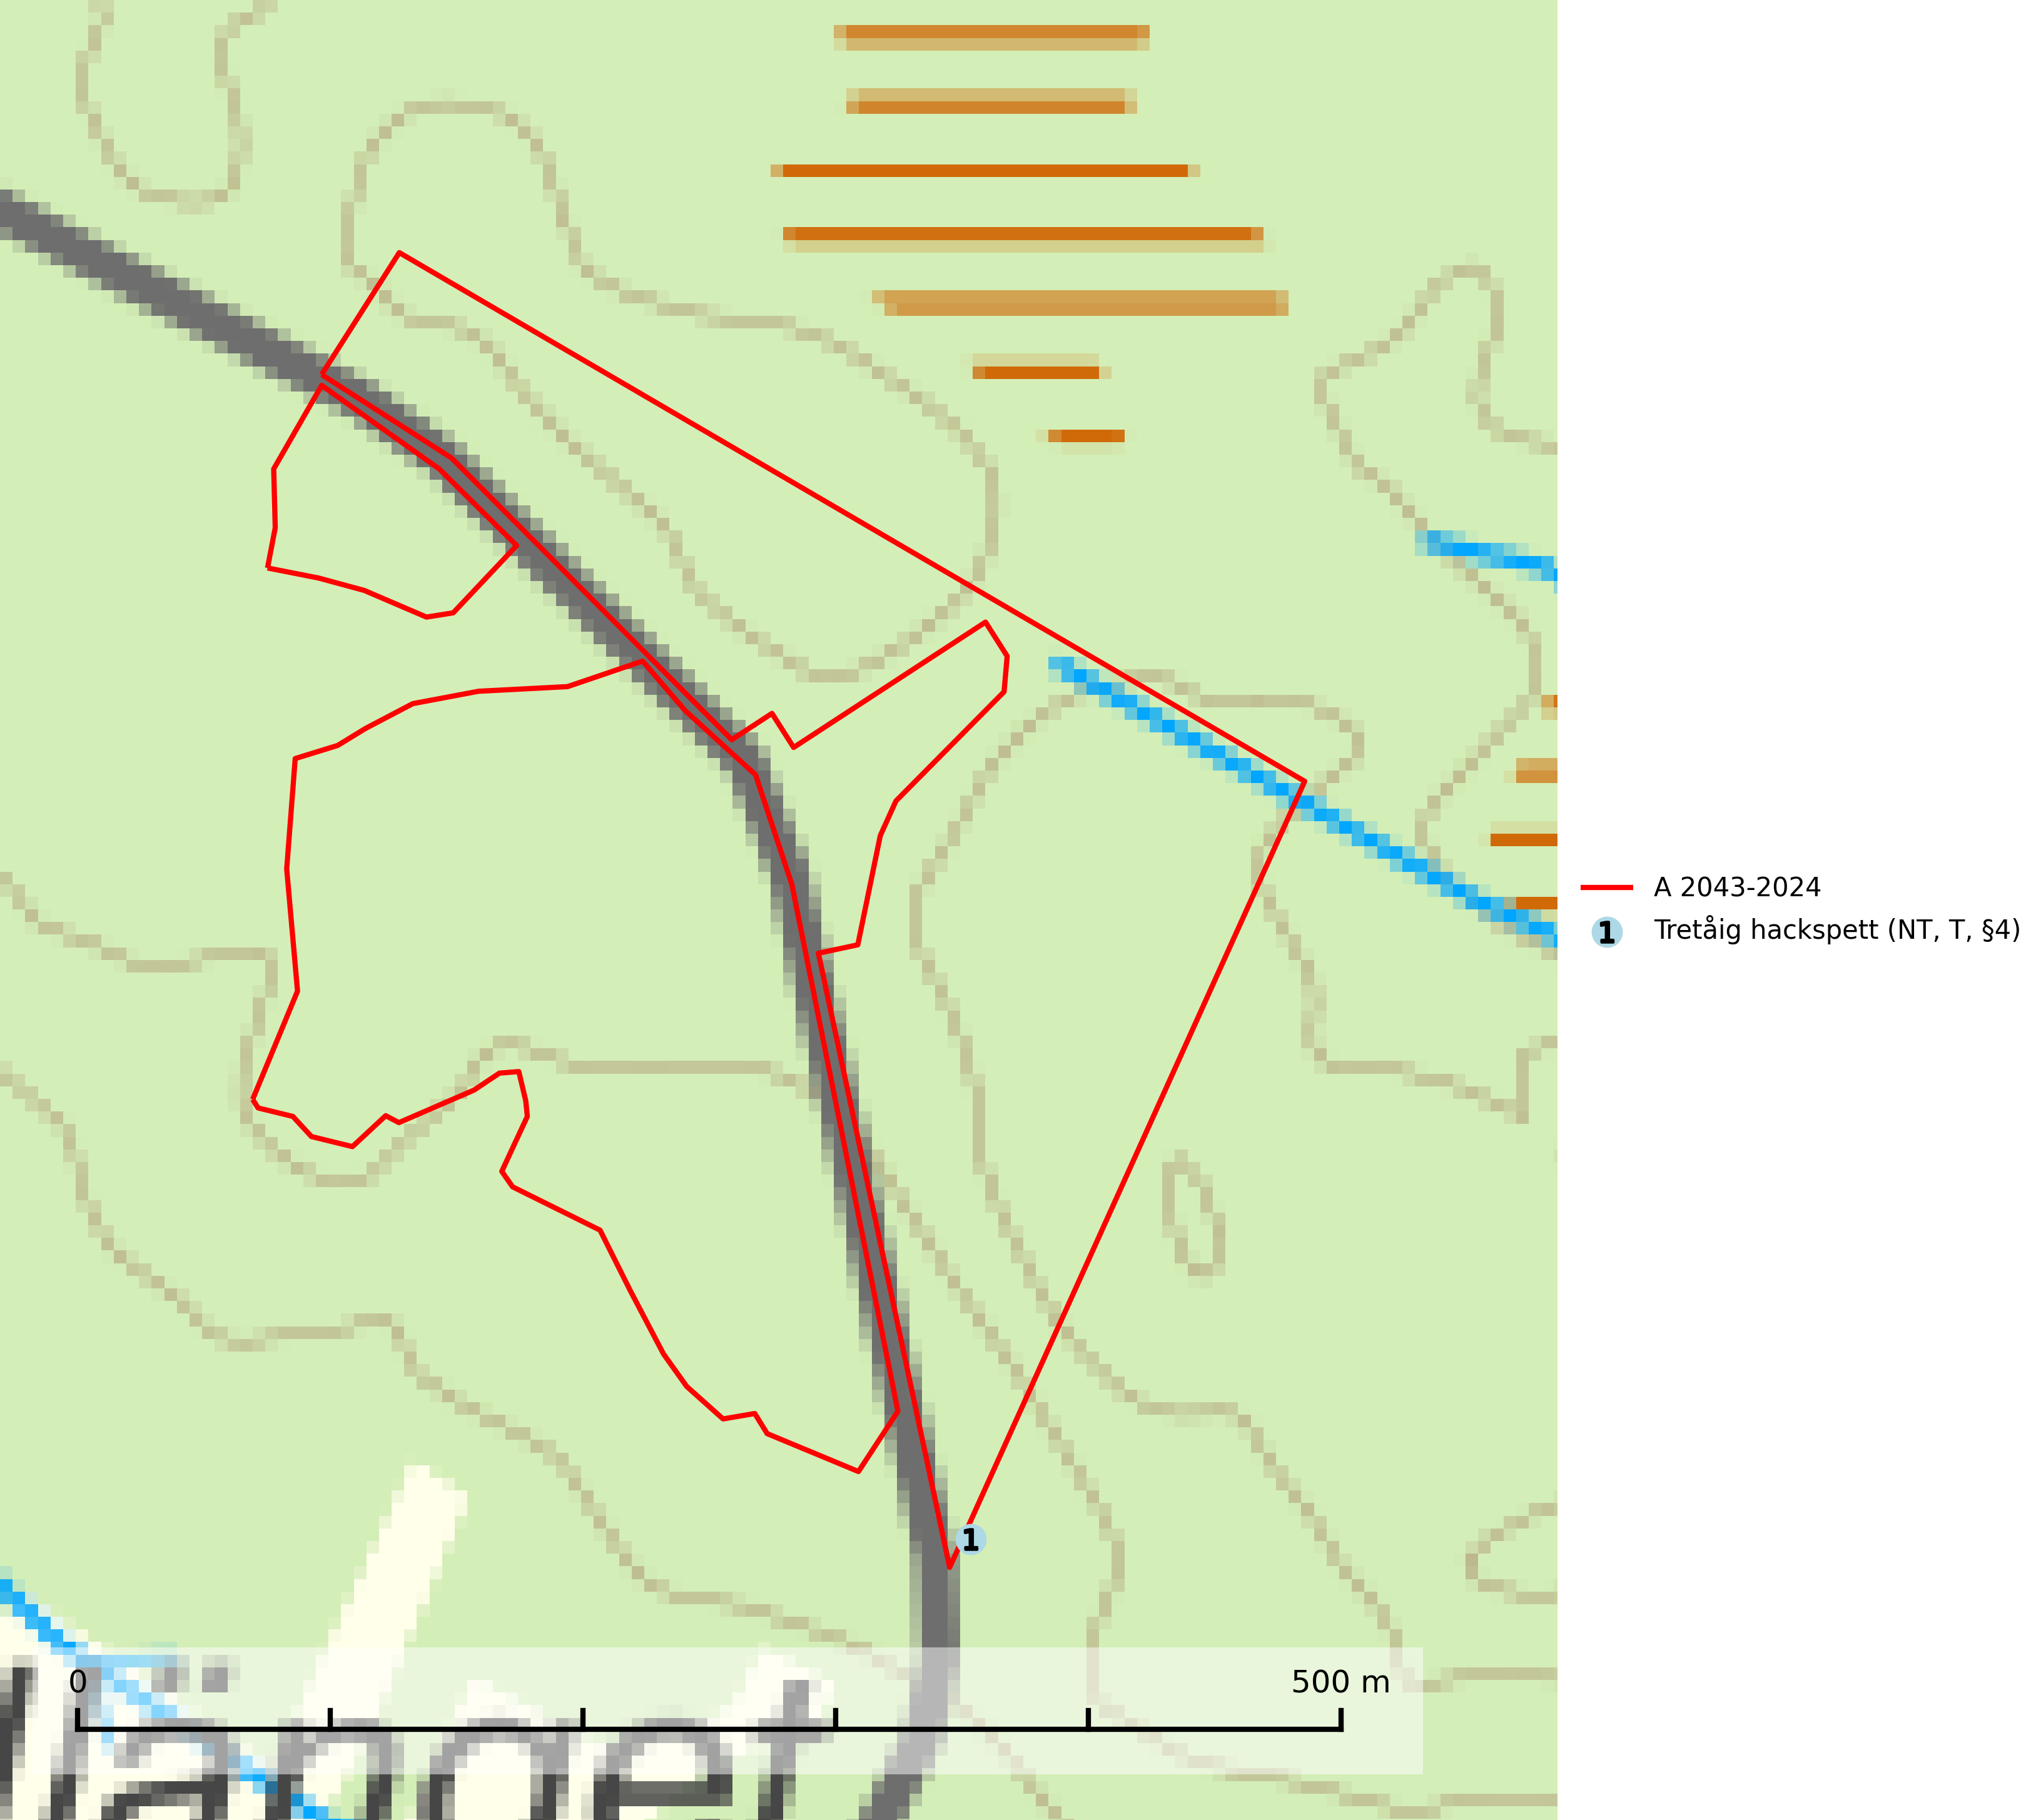 A 2043-2024
1 Tretåig hackspett (NT, T, §4)
1
0 500 m